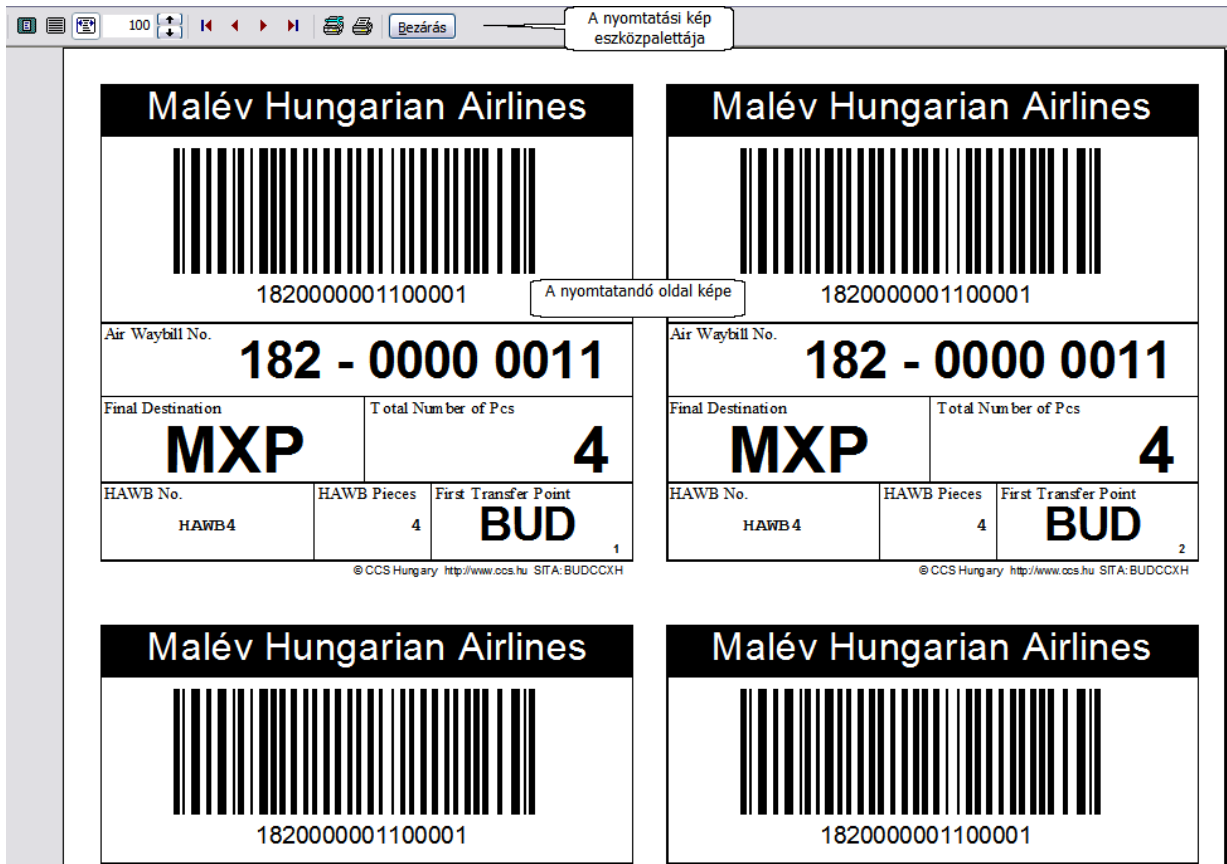 100
Bezárás
A nyomtatási kép
eszközpalettája
Malév Hungarian Airlines
1820000001100001
Air Waybill No.
182 - 0000 0011
Final Destination
Total Number of Pcs
MXP
4
HAWB No.
HAWB Pieces
First Transfer Point
HAWB4
4
BUD
1
© CCS Hungary http://www.ccs.hu SITA: BUDCCXH
Malév Hungarian Airlines
1820000001100001
A nyomtatandó oldal képe
Air Waybill No.
182 - 0000 0011
Final Destination
Total Number of Pcs
MXP
4
HAWB No.
HAWB Pieces
First Transfer Point
HAWB4
4
BUD
2
© CCS Hungary http://www.ccs.hu SITA: BUDCCXH
Malév Hungarian Airlines
1820000001100001
Malév Hungarian Airlines
1820000001100001